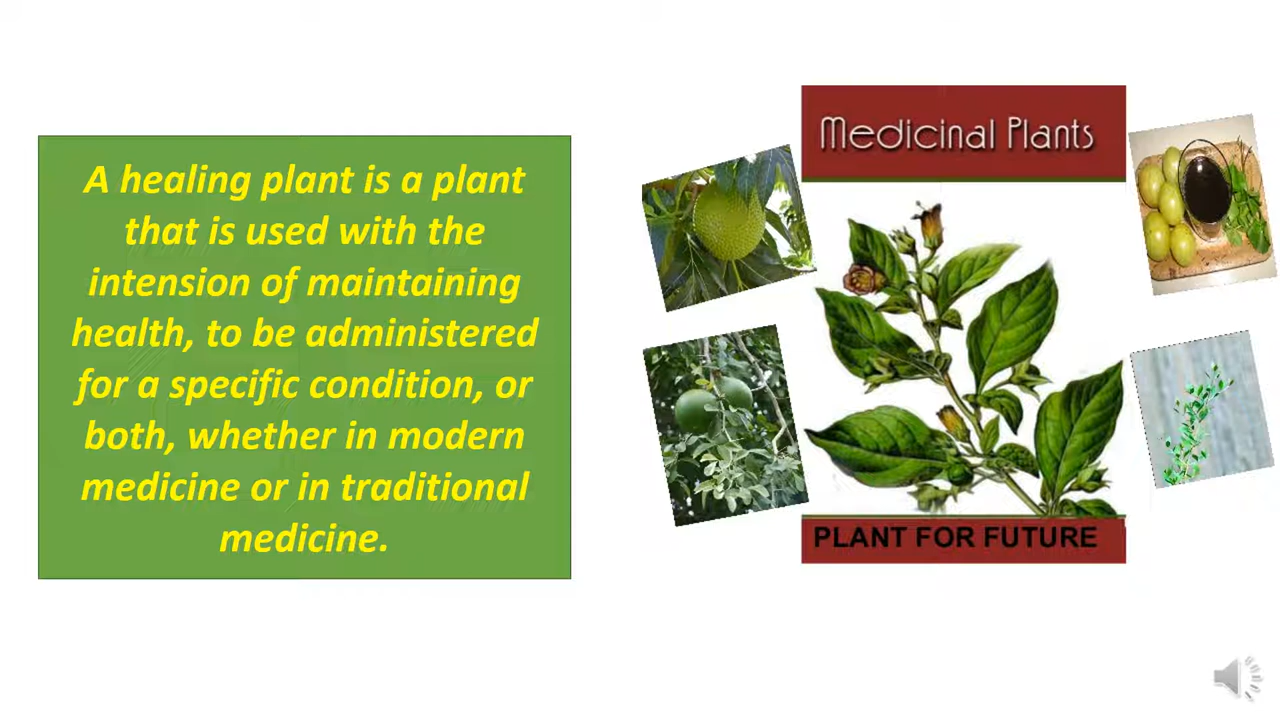 A healing plant is a plant
that is used with the
intension of maintaining
health, to be administered
for a specific condition, or
both, whether in modern
medicine or in traditional
medicine.
Medicinal Plants
PLANT FOR FUTURE